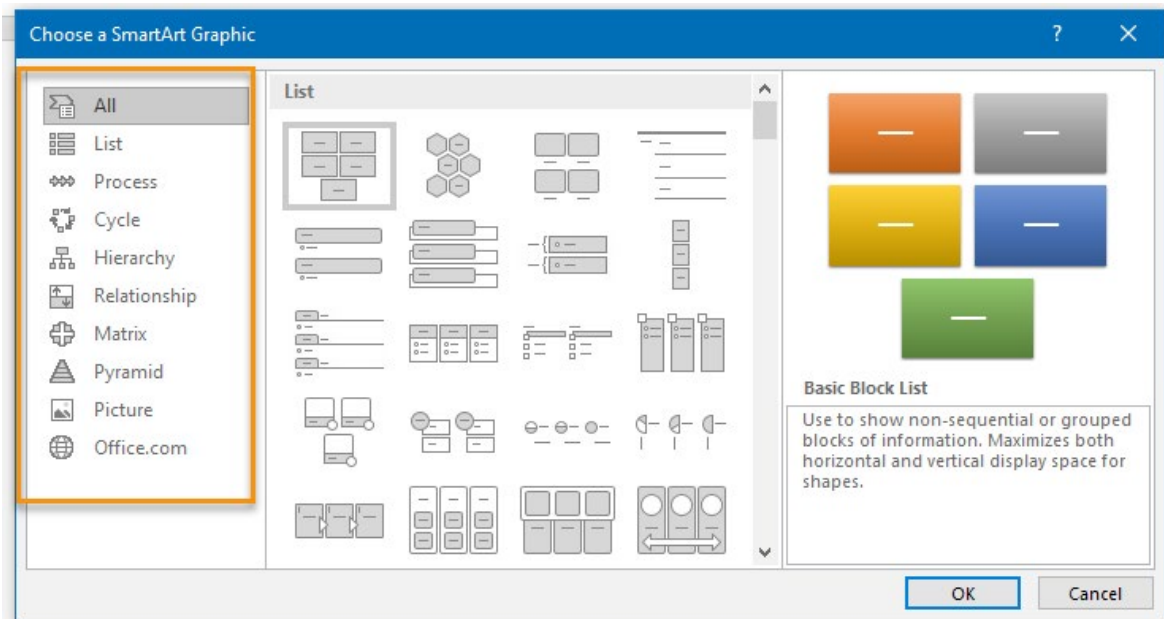 Choose a SmartArt Graphic
?
All
List
Process
Cycle
Hierarchy
Relationship
Matrix
Pyramid
Picture
Office.com
List
Basic Block List
Use to show non-sequential or grouped
blocks of information. Maximizes both
horizontal and vertical display space for
shapes.
OK
Cancel